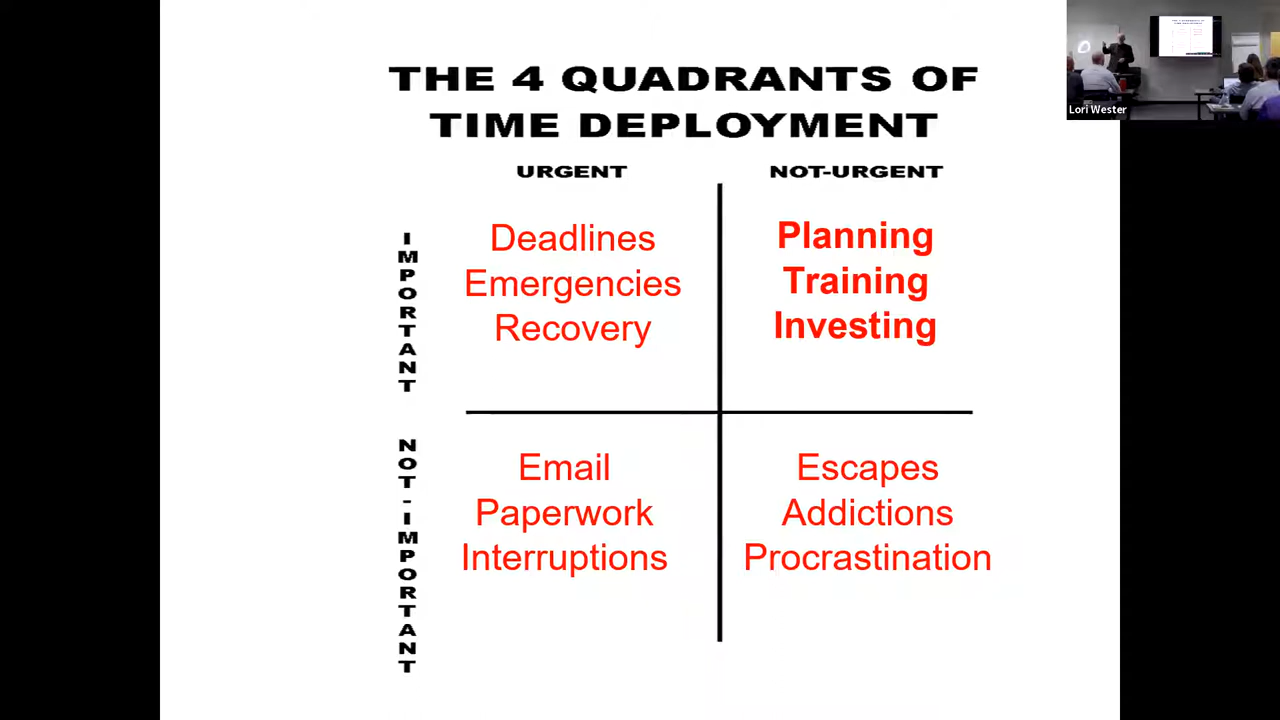 THE 4 QUADRANTS OF
TIME DEPLOYMENT
URGENT
NOT-URGENT
IMPORTANT
Deadlines
Emergencies
Recovery
Planning
Training
Investing
NOT-IMPORTANT
Email
Paperwork
Interruptions
Escapes
Addictions
Procrastination
Lori Wester